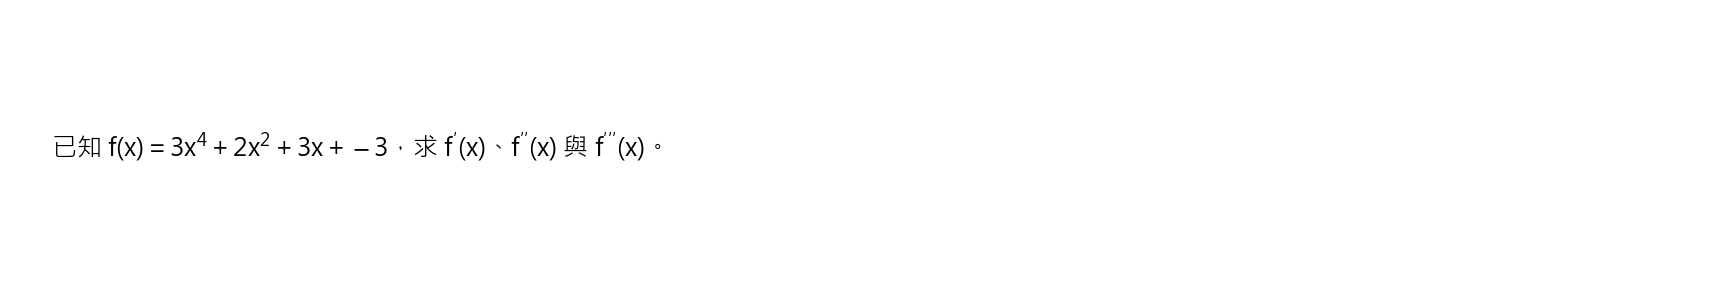 已知 f(x) = 3x⁴ + 2x² + 3x + −3，求 f′(x)、f′′(x) 與 f′′′(x)。